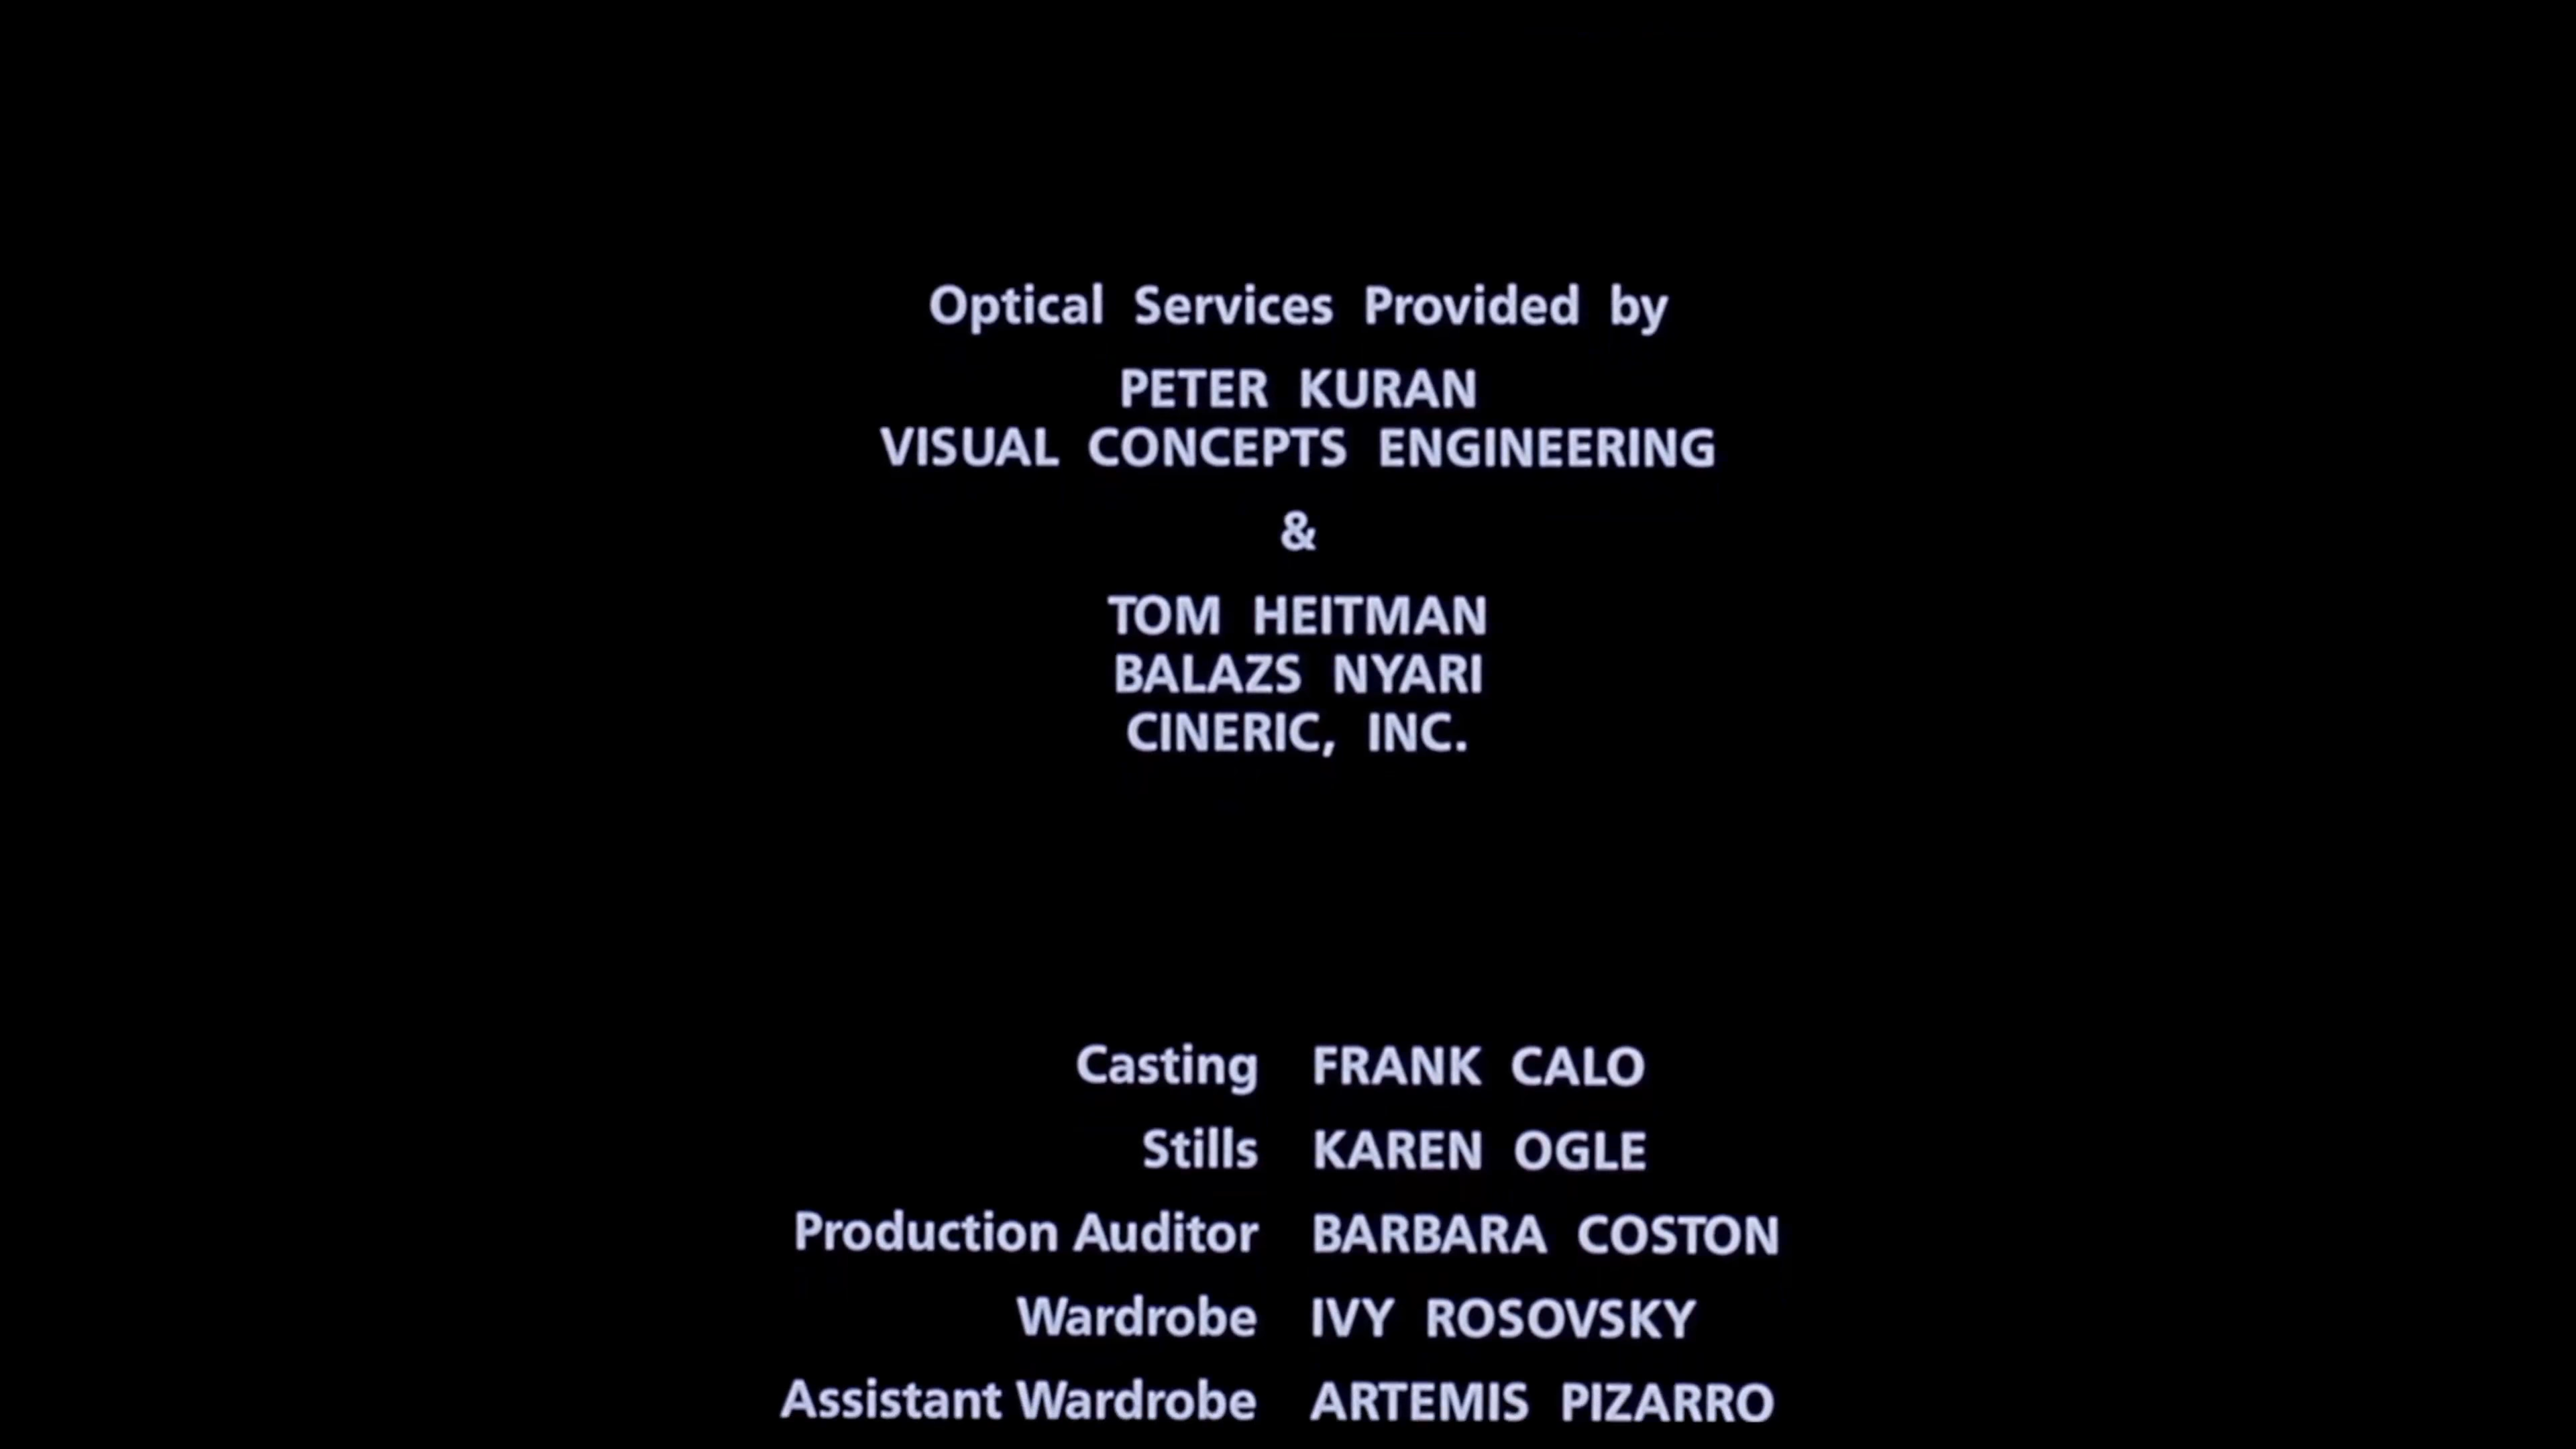 Optical Services Provided by
PETER KURAN
VISUAL CONCEPTS ENGINEERING
&
TOM HEITMAN
BALAZS NYARI
CINERIC, INC.
Casting FRANK CALO
Stills KAREN OGLE
Production Auditor BARBARA COSTON
Wardrobe IVY ROSOVSKY
Assistant Wardrobe ARTEMIS PIZARRO